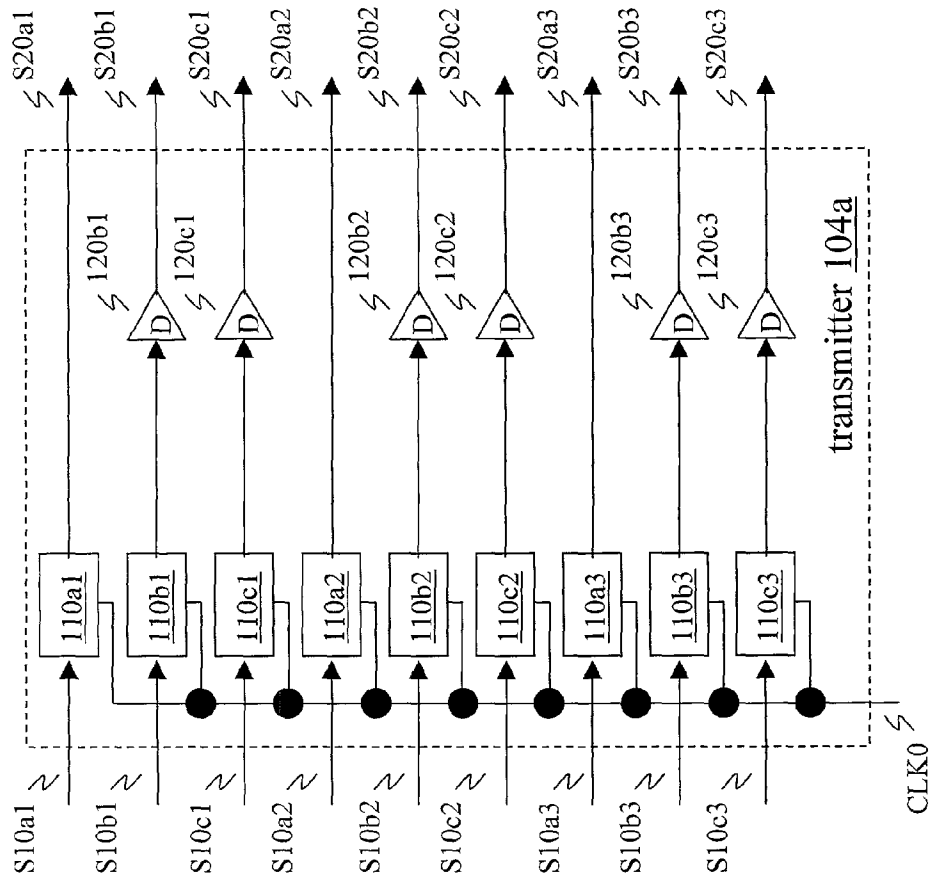 S20a1
S20b1
S20c1
S20a2
S20b2
S20c2
S20a3
S20b3
S20c3
120b1
120c1
120b2
120c2
120b3
120c3
D
D
D
D
D
D
transmitter 104a
110a1
110b1
110c1
110a2
110b2
110c2
110a3
110b3
110c3
S10a1
S10b1
S10c1
S10a2
S10b2
S10c2
S10a3
S10b3
S10c3
CLK0